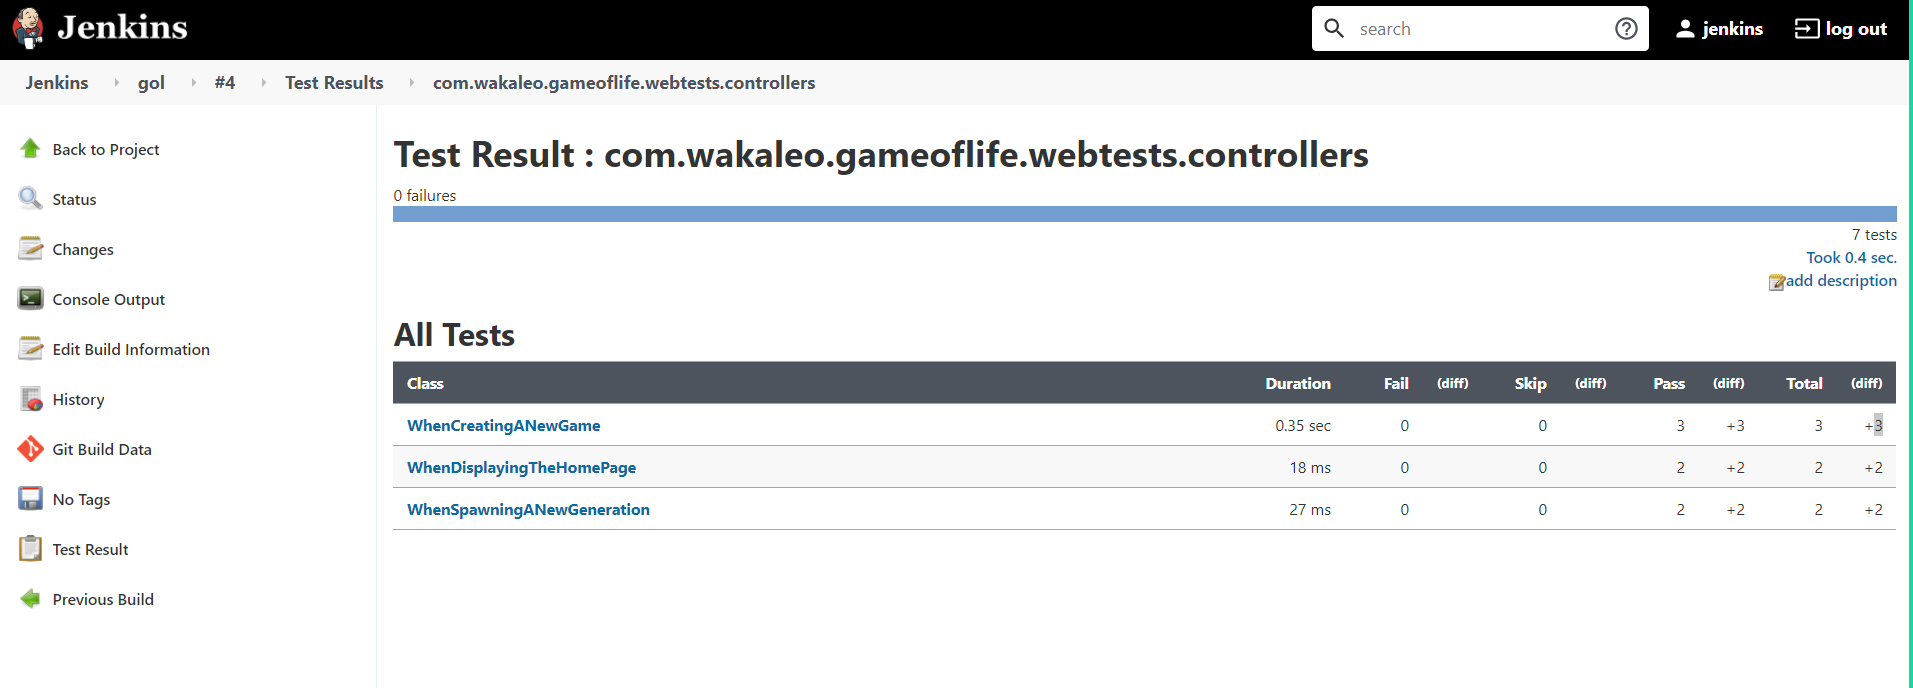 Jenkins
search
jenkins
log out
Jenkins gol #4 Test Results com.wakaleo.gameoflife.webtests.controllers
Back to Project
Status
Changes
Console Output
Edit Build Information
History
Git Build Data
No Tags
Test Result
Previous Build
Test Result : com.wakaleo.gameoflife.webtests.controllers
0 failures
7 tests
Took 0.4 sec.
add description
All Tests
Class Duration Fail (diff) Skip (diff) Pass (diff) Total (diff)
WhenCreatingANewGame 0.35 sec 0 0 3 +3 3 +3
WhenDisplayingTheHomePage 18 ms 0 0 2 +2 2 +2
WhenSpawningANewGeneration 27 ms 0 0 2 +2 2 +2